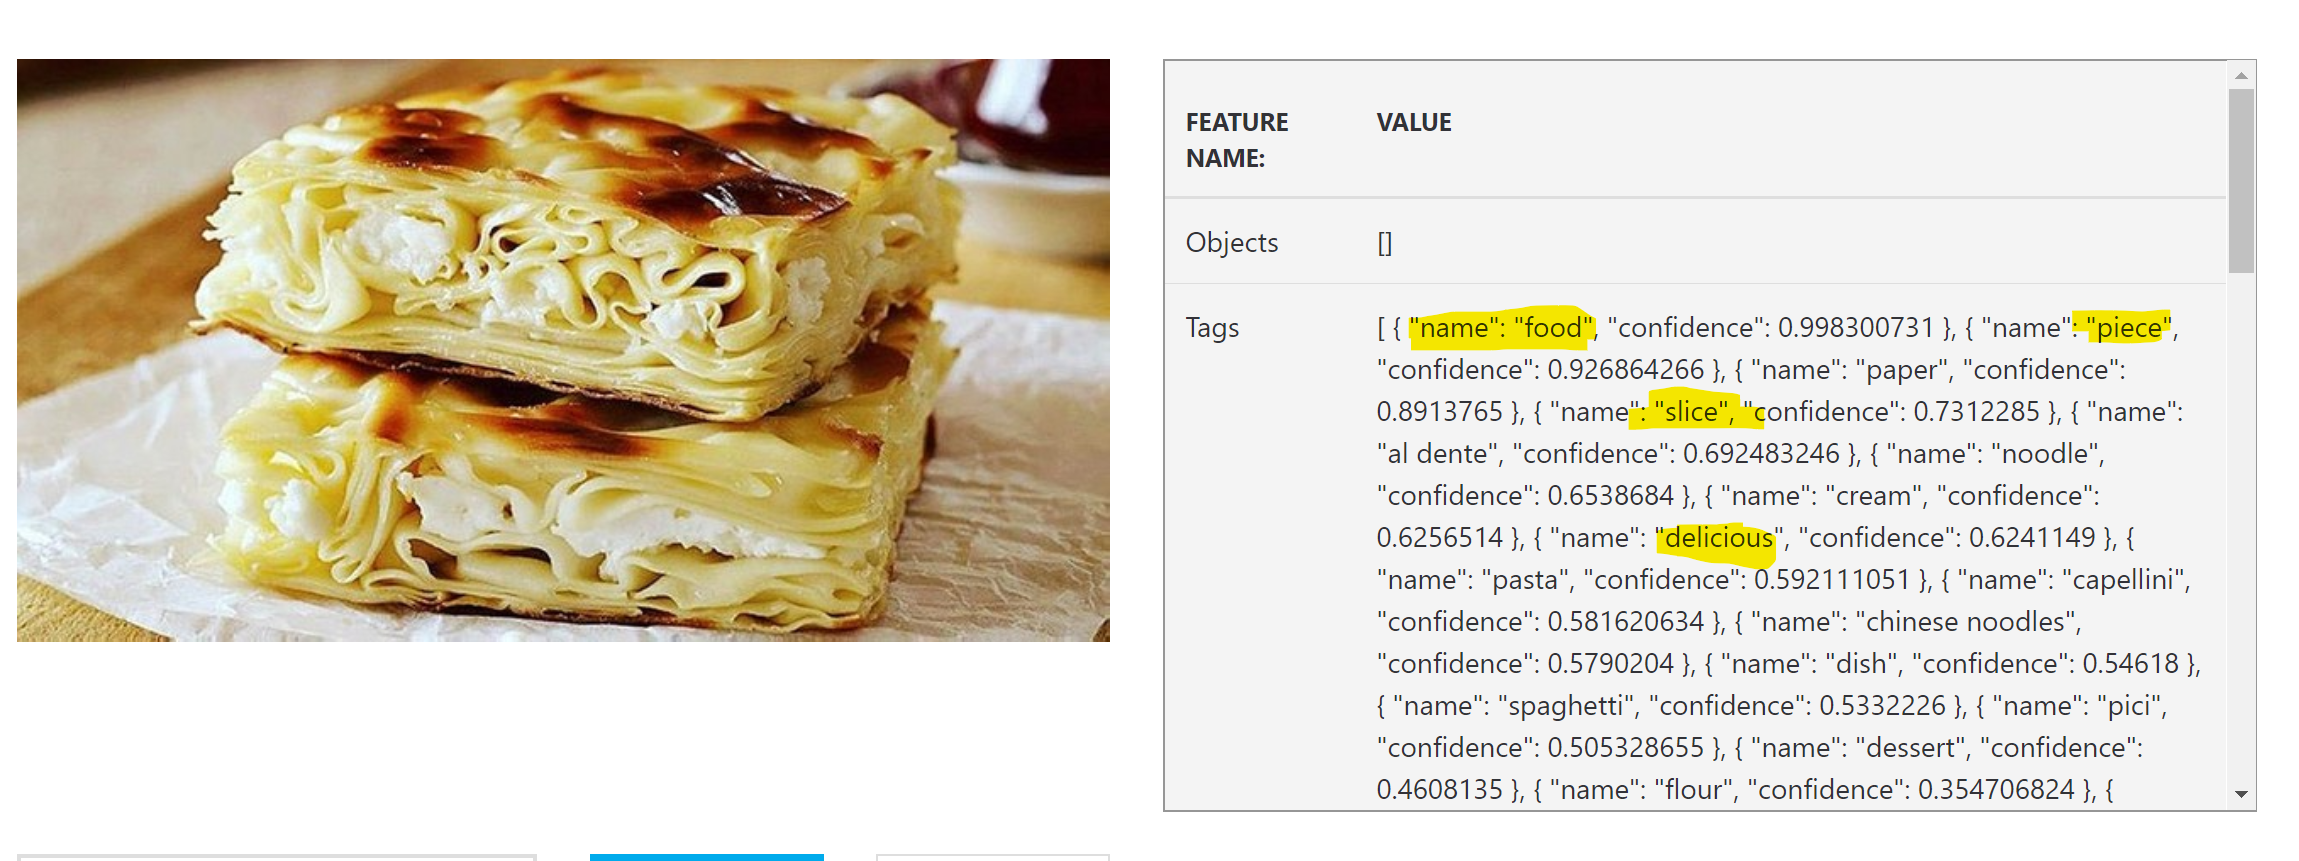 FEATURE NAME:
VALUE
Objects
[]
Tags
[ { "name": "food", "confidence": 0.998300731 }, { "name": "piece",
"confidence": 0.926864266 }, { "name": "paper", "confidence":
0.8913765 }, { "name": "slice", "confidence": 0.7312285 }, { "name":
"al dente", "confidence": 0.692483246 }, { "name": "noodle",
"confidence": 0.6538684 }, { "name": "cream", "confidence":
0.6256514 }, { "name": "delicious", "confidence": 0.6241149 }, {
"name": "pasta", "confidence": 0.592111051 }, { "name": "capellini",
"confidence": 0.581620634 }, { "name": "chinese noodles",
"confidence": 0.5790204 }, { "name": "dish", "confidence": 0.54618 },
{ "name": "spaghetti", "confidence": 0.5332226 }, { "name": "pici",
"confidence": 0.505328655 }, { "name": "dessert", "confidence":
0.4608135 }, { "name": "flour", "confidence": 0.354706824 }, {